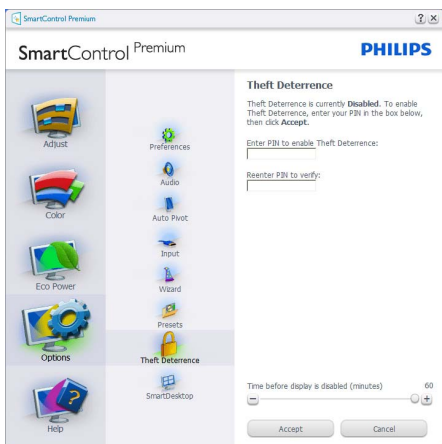 SmartControl Premium
SmartControl Premium
PHILIPS
Adjust
Color
Eco Power
Options
Help
Preferences
Audio
Auto Pivot
Input
Wizard
Presets
Theft Deterrence
SmartDesktop
Theft Deterrence
Theft Deterrence is currently Disabled. To enable
Theft Deterrence, enter your PIN in the box below,
then click Accept.
Enter PIN to enable Theft Deterrence:
Reenter PIN to verify:
Time before display is disabled (minutes) 60
Accept Cancel